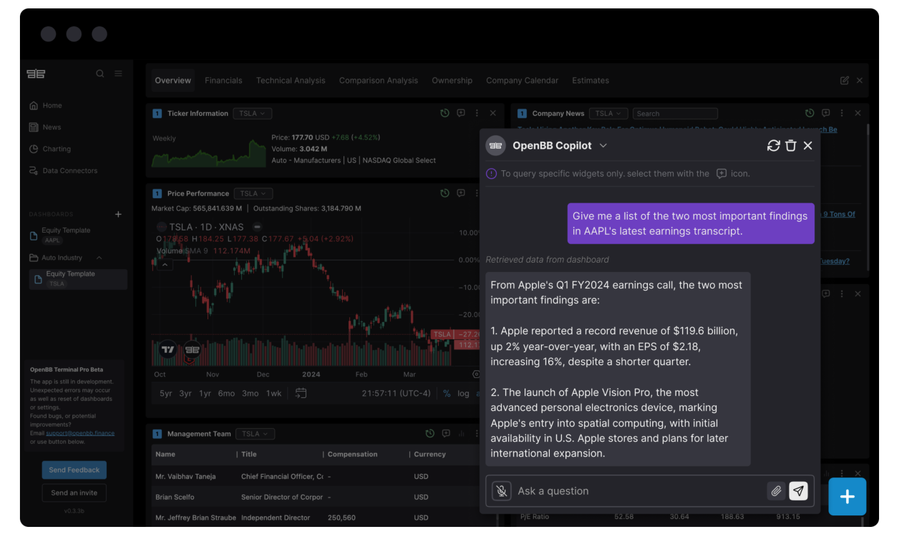 Overview Financials Technical Analysis Comparison Analysis Ownership Company Calendar Estimates
Home
News
Charting
Data Connectors
DASHBOARDS
Equity Template
AAPL
Auto Industry
Equity Template
TSLA
OpenBB Terminal Pro Beta
The app is still in development.
Unexpected errors may occur
as well as reset of dashboards
or settings.
Found bugs, or potential
improvements?
Email support@openbb.finance
or use button below.
Send Feedback
Send an invite
1 Ticker Information TSLA
Weekly
Price: 177.70 USD +7.68 (+4.52%)
Volume: 3.042 M
Auto - Manufacturers | US | NASDAQ Global Select
1 Price Performance TSLA
Market Cap: 565,841.639 M | Outstanding Shares: 3,184.790 M
TSLA · 1D · XNAS
H184.25 L177.38 C177.67 (+2.92%)
Volume SMA 9 112.174M
10.00%
0.00%
−10.00
−20.00
TSLA
Oct Nov Dec 2024 Feb Mar
5yr 3yr 1yr 6mo 3mo 1wk 21:57:11 (UTC-4) % log
1 Management Team TSLA
Name Title Compensation Currency
Mr. Vaibhav Taneja Chief Financial Officer, - USD
Brian Scelfo Senior Director of Corpor - USD
Mr. Jeffrey Brian Straube Independent Director 250,560 USD
1 Company News TSLA Search
9 Tons Of
Tuesday?
OpenBB Copilot
To query specific widgets only. select them with the icon.
Give me a list of the two most important findings
in AAPL's latest earnings transcript.
Retrieved data from dashboard
From Apple's Q1 FY2024 earnings call, the two most
important findings are:
1. Apple reported a record revenue of $119.6 billion,
up 2% year-over-year, with an EPS of $2.18,
increasing 16%, despite a shorter quarter.
2. The launch of Apple Vision Pro, the most
advanced personal electronics device, marking
Apple's entry into spatial computing, with initial
availability in U.S. Apple stores and plans for later
international expansion.
Ask a question
P/E Ratio 52.58 30.64 188.63 913.15